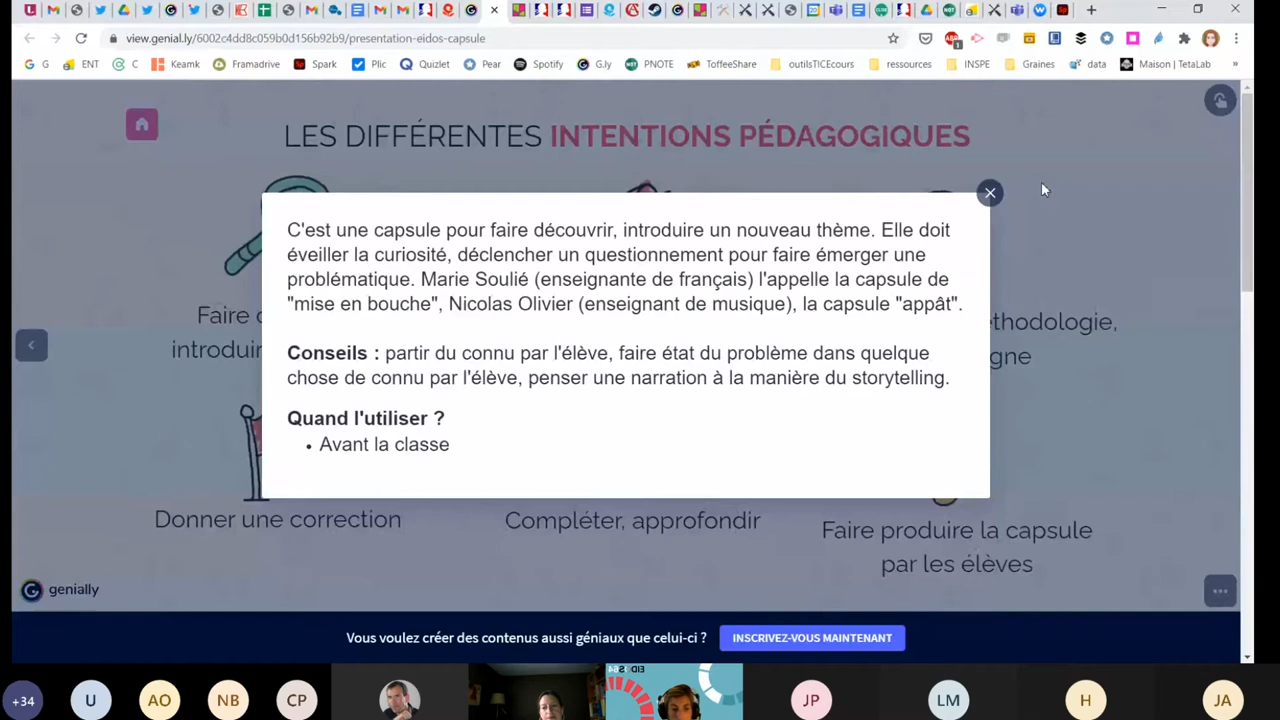 view.genial.ly/6002c4dd8c059b0d156b92b9/presentation-eidos-capsule
G ENT C Keamk Framadrive Spark Plic Quizlet Pear Spotify G.ly PNOTE ToffeeShare outilsTICEcours ressources INSPE Graines data Maison | TetaLab »
LES DIFFÉRENTES INTENTIONS PÉDAGOGIQUES
C'est une capsule pour faire découvrir, introduire un nouveau thème. Elle doit
éveiller la curiosité, déclencher un questionnement pour faire émerger une
problématique. Marie Soulié (enseignante de français) l'appelle la capsule de
"mise en bouche", Nicolas Olivier (enseignant de musique), la capsule "appât".
Faire
thodologie,
introduir
igne
Conseils : partir du connu par l'élève, faire état du problème dans quelque
chose de connu par l'élève, penser une narration à la manière du storytelling.
Quand l'utiliser ?
• Avant la classe
Donner une correction
Compléter, approfondir
Faire produire la capsule
par les élèves
genially
Vous voulez créer des contenus aussi géniaux que celui-ci ? INSCRIVEZ-VOUS MAINTENANT
+34 U AO NB CP JP LM H JA